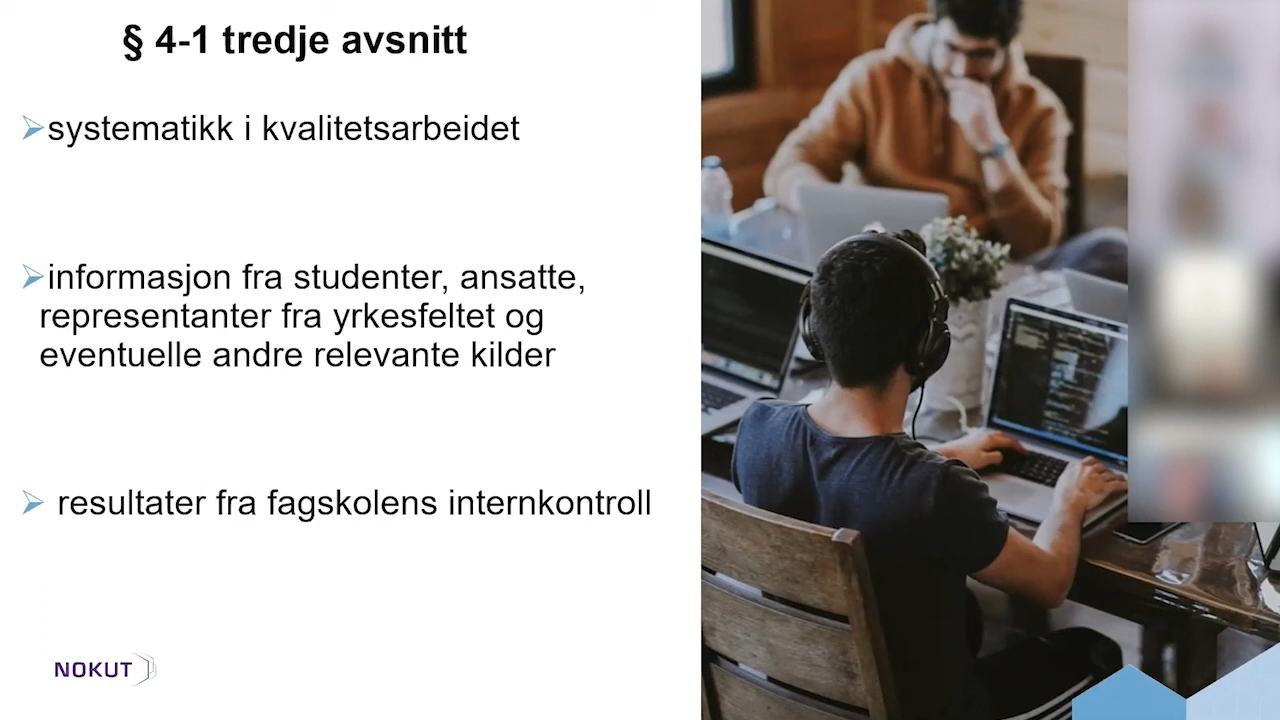 § 4-1 tredje avsnitt
systematikk i kvalitetsarbeidet
informasjon fra studenter, ansatte,
representanter fra yrkesfeltet og
eventuelle andre relevante kilder
resultater fra fagskolens internkontroll
NOKUT